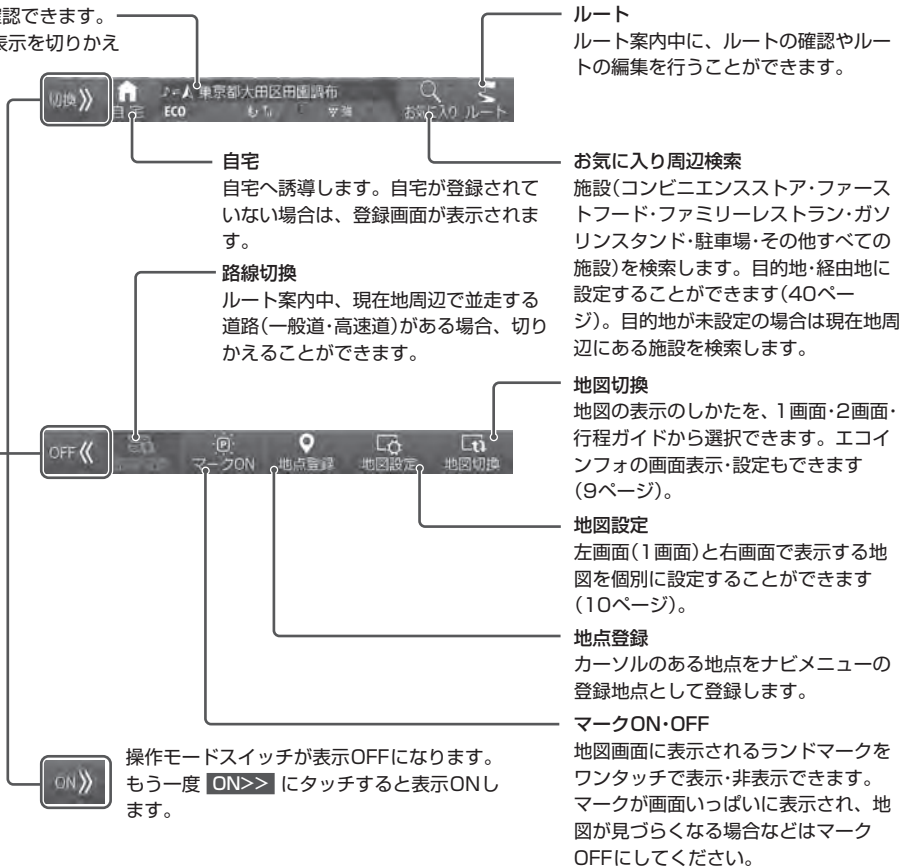 認できます。
表示を切りかえ
ルート
ルート案内中に、ルートの確認やルー
トの編集を行うことができます。
切換》
自宅
東京都大田区田園調布
ECO
お気に入り
ルート
自宅
自宅へ誘導します。自宅が登録されて
いない場合は、登録画面が表示されま
す。
お気に入り周辺検索
施設(コンビニエンスストア・ファース
トフード・ファミリーレストラン・ガソ
リンスタンド・駐車場・その他すべての
施設)を検索します。目的地・経由地に
設定することができます(40ペー
ジ)。目的地が未設定の場合は現在地周
辺にある施設を検索します。
路線切換
ルート案内中、現在地周辺で並走する
道路(一般道・高速道)がある場合、切り
かえることができます。
地図切換
地図の表示のしかたを、1画面・2画面・
行程ガイドから選択できます。エコイ
ンフォの画面表示・設定もできます
(9ページ)。
OFF《
P
マークON
地点登録
地図設定
地図切換
地図設定
左画面(1画面)と右画面で表示する地
図を個別に設定することができます
(10ページ)。
地点登録
カーソルのある地点をナビメニューの
登録地点として登録します。
マークON・OFF
地図画面に表示されるランドマークを
ワンタッチで表示・非表示できます。
マークが画面いっぱいに表示され、地
図が見づらくなる場合などはマーク
OFFにしてください。
ON》
操作モードスイッチが表示OFFになります。
もう一度 ON>> にタッチすると表示ONし
ます。